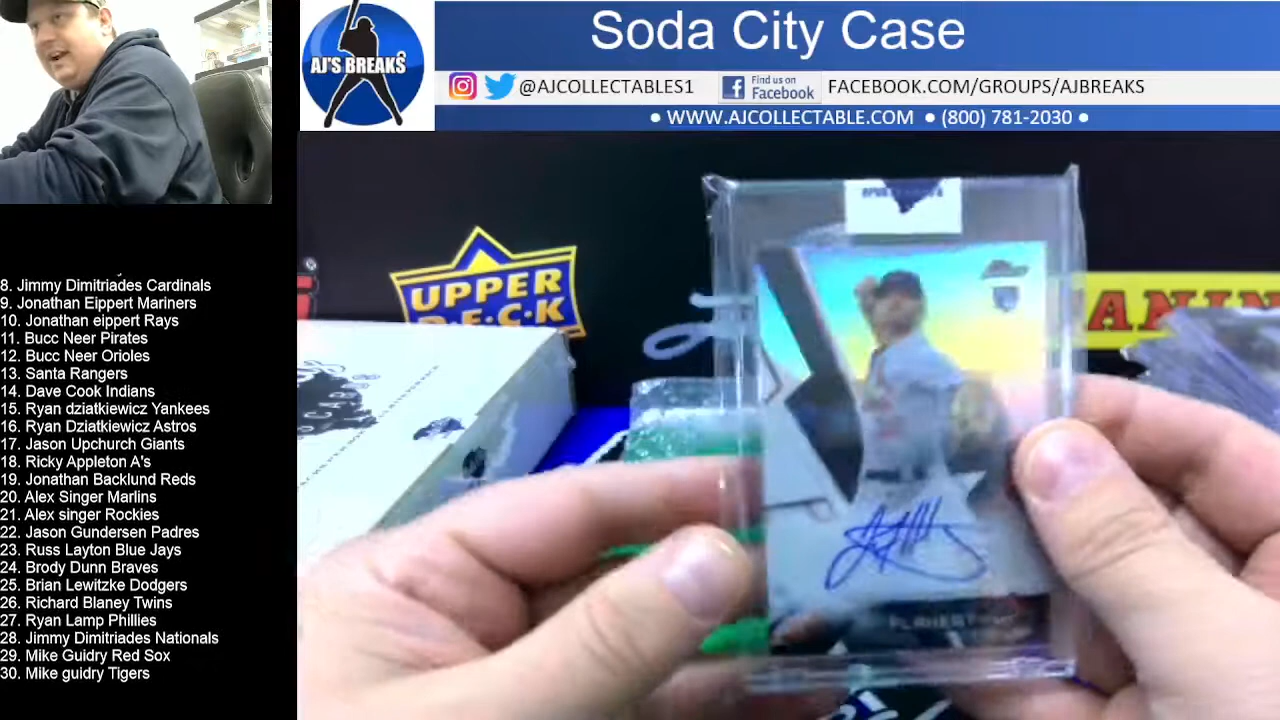 Soda City Case
AJ'S BREAKS
@AJCOLLECTABLES1
Find us on
Facebook
FACEBOOK.COM/GROUPS/AJBREAKS
• WWW.AJCOLLECTABLE.COM • (800) 781-2030 •
UPPER
D·E·C·K
PANINI
8. Jimmy Dimitriades Cardinals
9. Jonathan Eippert Mariners
10. Jonathan eippert Rays
11. Bucc Neer Pirates
12. Bucc Neer Orioles
13. Santa Rangers
14. Dave Cook Indians
15. Ryan dziatkiewicz Yankees
16. Ryan Dziatkiewicz Astros
17. Jason Upchurch Giants
18. Ricky Appleton A's
19. Jonathan Backlund Reds
20. Alex Singer Marlins
21. Alex singer Rockies
22. Jason Gundersen Padres
23. Russ Layton Blue Jays
24. Brody Dunn Braves
25. Brian Lewitzke Dodgers
26. Richard Blaney Twins
27. Ryan Lamp Phillies
28. Jimmy Dimitriades Nationals
29. Mike Guidry Red Sox
30. Mike guidry Tigers